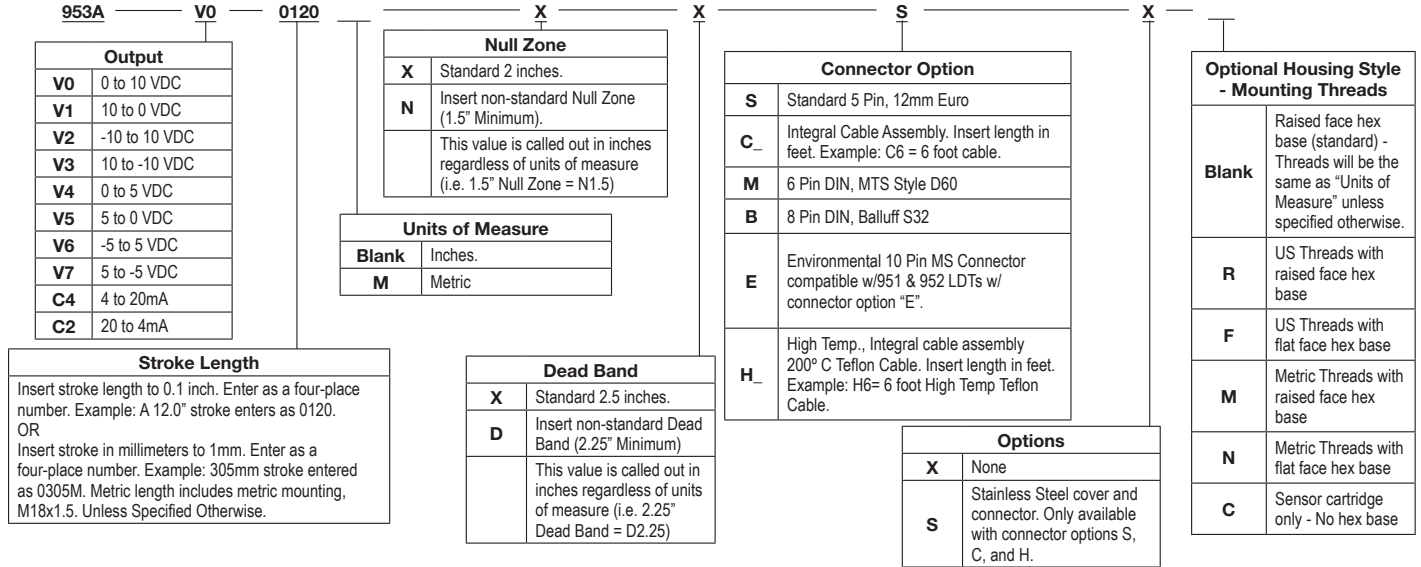 953A V0 0120 X X S X
Output
V0 0 to 10 VDC
V1 10 to 0 VDC
V2 -10 to 10 VDC
V3 10 to -10 VDC
V4 0 to 5 VDC
V5 5 to 0 VDC
V6 -5 to 5 VDC
V7 5 to -5 VDC
C4 4 to 20mA
C2 20 to 4mA
Stroke Length
Insert stroke length to 0.1 inch. Enter as a four-place
number. Example: A 12.0” stroke enters as 0120.
OR
Insert stroke in millimeters to 1mm. Enter as a
four-place number. Example: 305mm stroke entered
as 0305M. Metric length includes metric mounting,
M18x1.5. Unless Specified Otherwise.
Null Zone
X Standard 2 inches.
N Insert non-standard Null Zone
(1.5” Minimum).
This value is called out in inches
regardless of units of measure
(i.e. 1.5” Null Zone = N1.5)
Units of Measure
Blank Inches.
M Metric
Dead Band
X Standard 2.5 inches.
D Insert non-standard Dead
Band (2.25” Minimum)
This value is called out in
inches regardless of units
of measure (i.e. 2.25”
Dead Band = D2.25)
Connector Option
S Standard 5 Pin, 12mm Euro
C_ Integral Cable Assembly. Insert length in
feet. Example: C6 = 6 foot cable.
M 6 Pin DIN, MTS Style D60
B 8 Pin DIN, Balluff S32
E Environmental 10 Pin MS Connector
compatible w/951 & 952 LDTs w/
connector option “E”.
H_ High Temp., Integral cable assembly
200º C Teflon Cable. Insert length in feet.
Example: H6= 6 foot High Temp Teflon
Cable.
Options
X None
S Stainless Steel cover and
connector. Only available
with connector options S,
C, and H.
Optional Housing Style
- Mounting Threads
Blank Raised face hex
base (standard) -
Threads will be the
same as “Units of
Measure” unless
specified otherwise.
R US Threads with
raised face hex
base
F US Threads with
flat face hex base
M Metric Threads with
raised face hex
base
N Metric Threads with
flat face hex base
C Sensor cartridge
only - No hex base